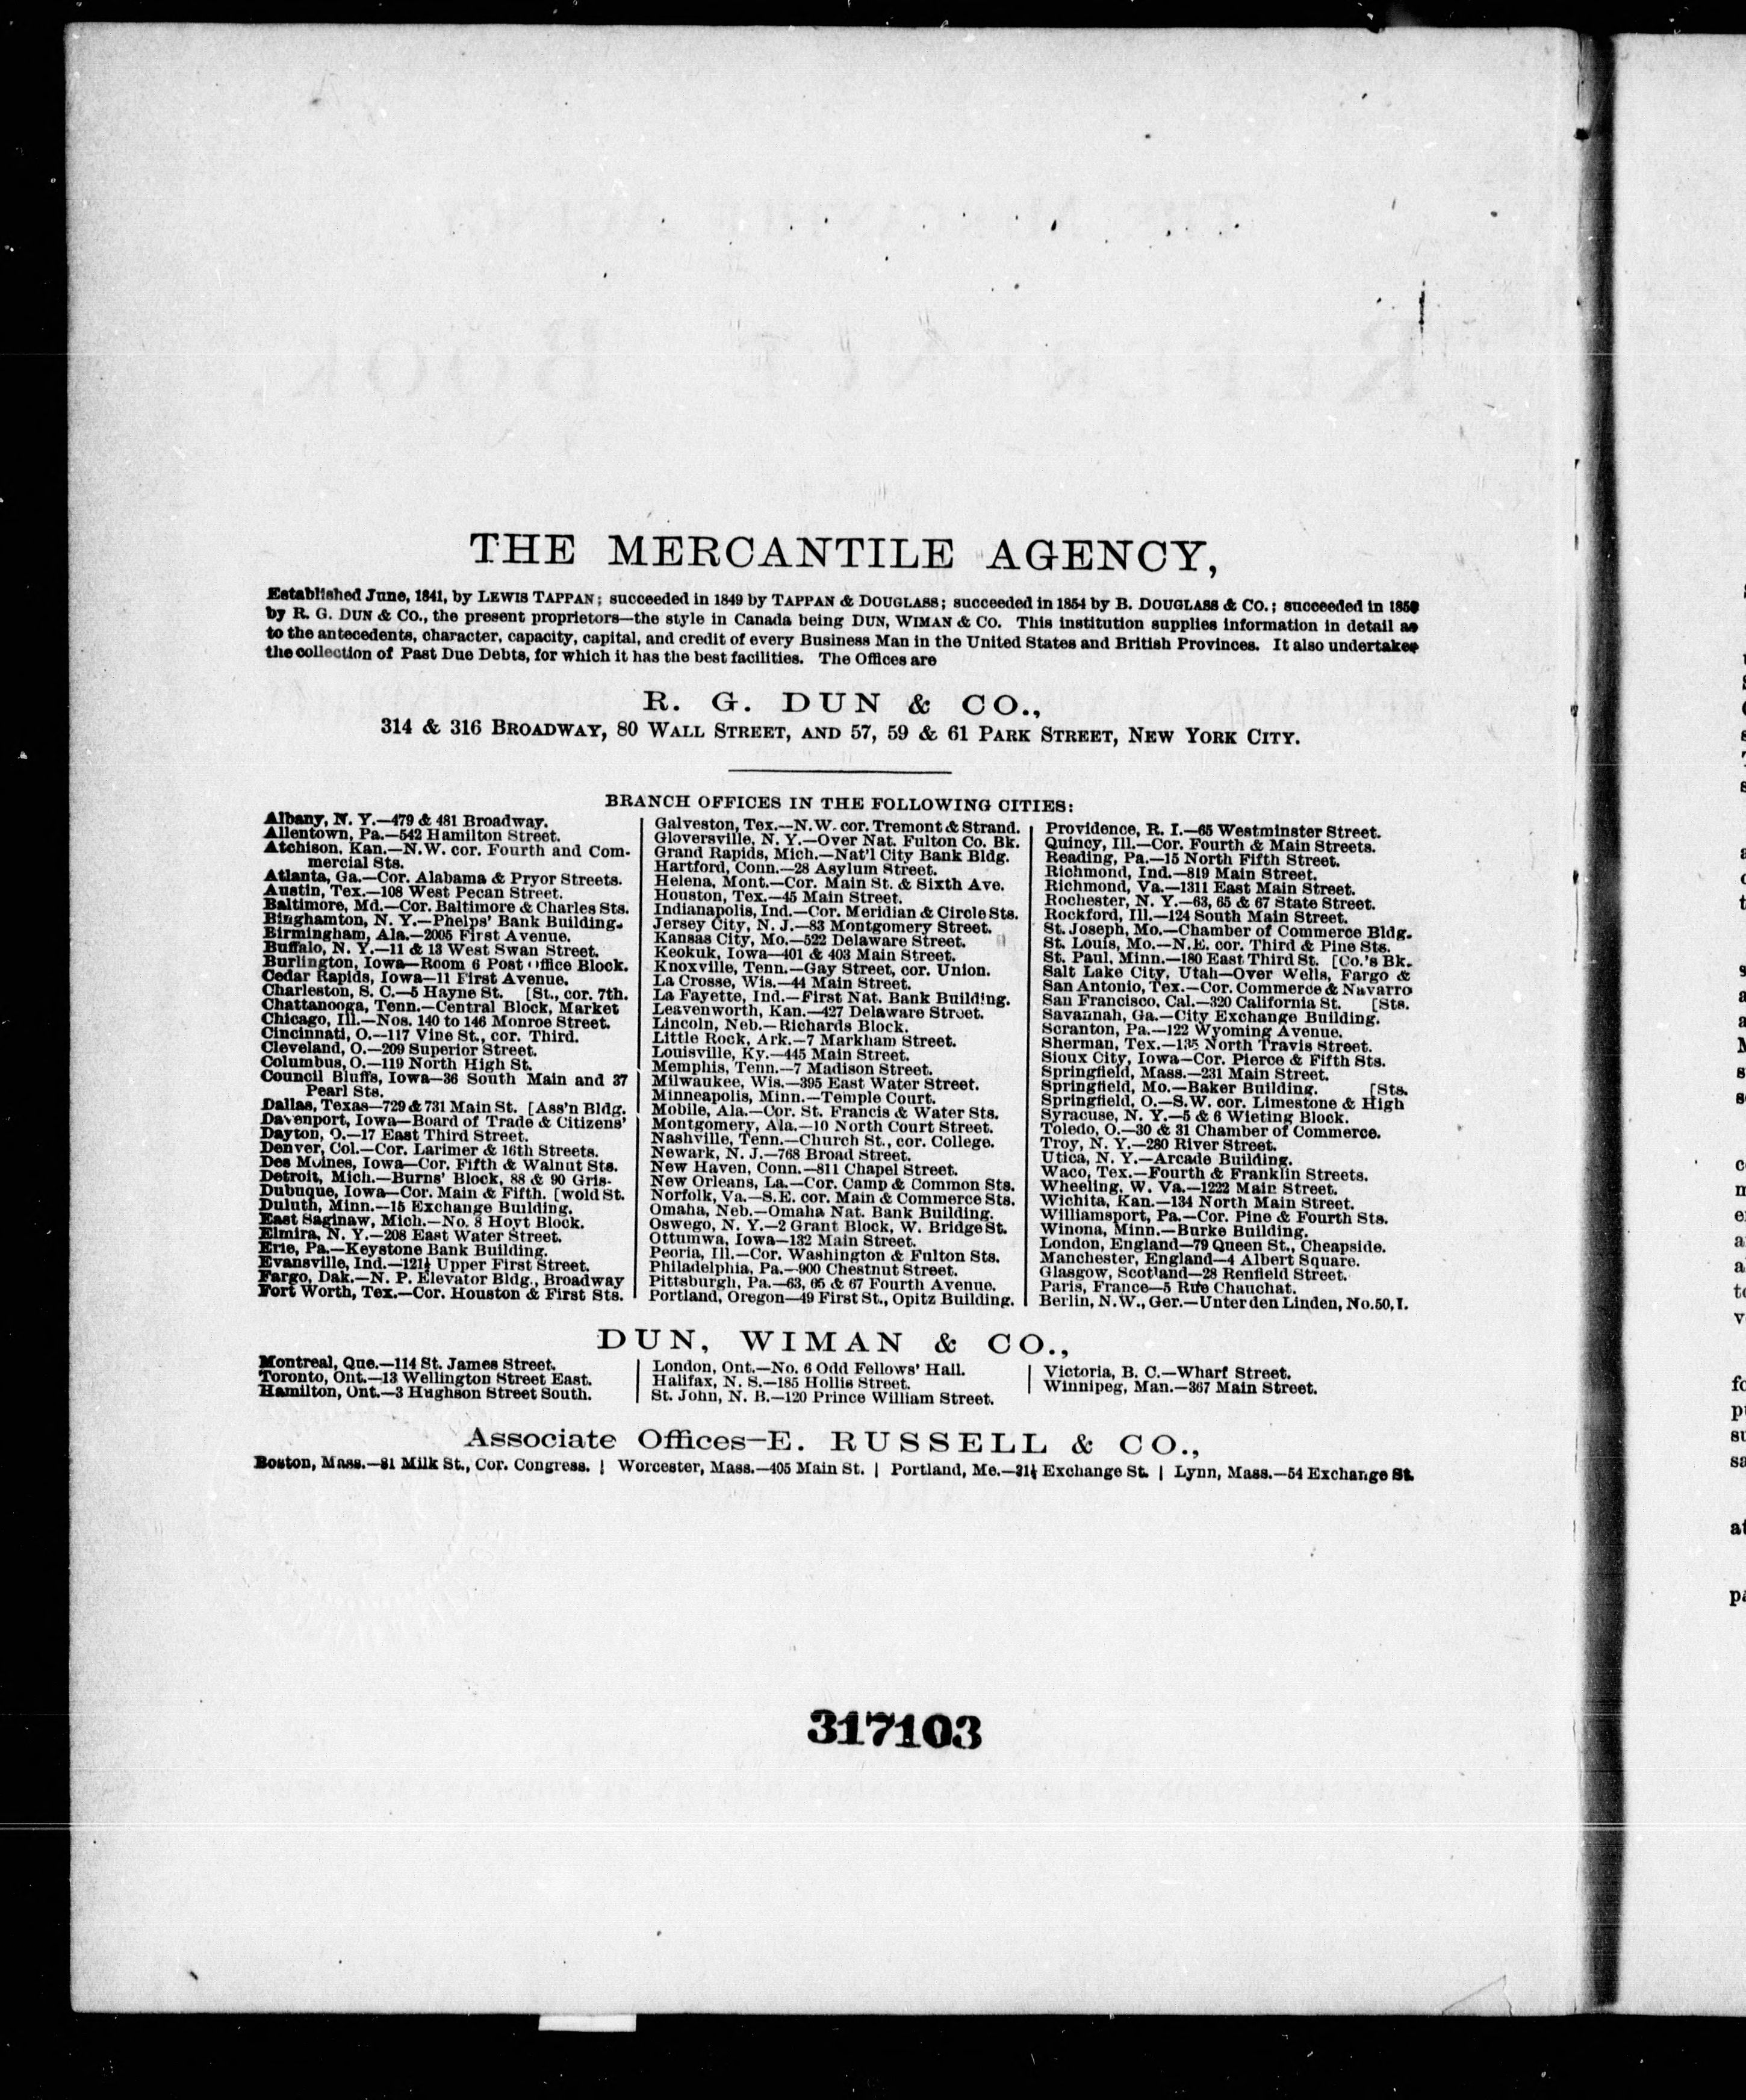 THE MERCANTILE AGENCY,
Established June, 1841, by LEWIS TAPPAN; succeeded in 1849 by TAPPAN & DOUGLASS; succeeded in 1854 by B. DOUGLASS & CO.; succeeded in
by R. G. DUN & CO., the present proprietors—the style in Canada being DUN, WIMAN & CO. This institution supplies information in detail as
to the antecedents, character, capacity, capital, and credit of every Business Man in the United States and British Provinces. It also undertakes
the collection of Past Due Debts, for which it has the best facilities. The Offices are
R. G. DUN & CO.,
314 & 316 BROADWAY, 80 WALL STREET, AND 57, 59 & 61 PARK STREET, NEW YORK CITY.
BRANCH OFFICES IN THE FOLLOWING CITIES:
Albany, N. Y.—479 & 481 Broadway.
Allentown, Pa.—542 Hamilton Street.
Atchison, Kan.—N.W. cor. Fourth and Com-
mercial Sts.
Atlanta, Ga.—Cor. Alabama & Pryor Streets.
Austin, Tex.—108 West Pecan Street.
Baltimore, Md.—Cor. Baltimore & Charles Sts.
Binghamton, N. Y.—Phelps' Bank Building.
Birmingham, Ala.—2005 First Avenue.
Buffalo, N. Y.—11 & 13 West Swan Street.
Burlington, Iowa—Room 6 Post Office Block.
Cedar Rapids, Iowa—11 First Avenue.
Charleston, S. C.—5 Hayne St. [St., cor. 7th.
Chattanooga, Tenn.—Central Block, Market
Chicago, Ill.—Nos. 140 to 146 Monroe Street.
Cincinnati, O.—117 Vine St., cor. Third.
Cleveland, O.—209 Superior Street.
Columbus, O.—119 North High St.
Council Bluffs, Iowa—36 South Main and 37
Pearl Sts.
Dallas, Texas—729 & 731 Main St. [Ass'n Bldg.
Davenport, Iowa—Board of Trade & Citizens'
Dayton, O.—17 East Third Street.
Denver, Col.—Cor. Larimer & 16th Streets.
Des Moines, Iowa—Cor. Fifth & Walnut Sts.
Detroit, Mich.—Burns' Block, 88 & 90 Gris-
Dubuque, Iowa—Cor. Main & Fifth. [wold St.
Duluth, Minn.—15 Exchange Building.
East Saginaw, Mich.—No. 8 Hoyt Block.
Elmira, N. Y.—208 East Water Street.
Erie, Pa.—Keystone Bank Building.
Evansville, Ind.—121½ Upper First Street.
Fargo, Dak.—N. P. Elevator Bldg., Broadway
Fort Worth, Tex.—Cor. Houston & First Sts.
Galveston, Tex.—N.W. cor. Tremont & Strand.
Gloversville, N. Y.—Over Nat. Fulton Co. Bk.
Grand Rapids, Mich.—Nat'l City Bank Bldg.
Hartford, Conn.—28 Asylum Street.
Helena, Mont.—Cor. Main St. & Sixth Ave.
Houston, Tex.—45 Main Street.
Indianapolis, Ind.—Cor. Meridian & Circle Sts.
Jersey City, N. J.—83 Montgomery Street.
Kansas City, Mo.—522 Delaware Street.
Keokuk, Iowa—401 & 403 Main Street.
Knoxville, Tenn.—Gay Street, cor. Union.
La Crosse, Wis.—44 Main Street.
La Fayette, Ind.—First Nat. Bank Building.
Leavenworth, Kan.—427 Delaware Street.
Lincoln, Neb.—Richards Block.
Little Rock, Ark.—7 Markham Street.
Louisville, Ky.—445 Main Street.
Memphis, Tenn.—7 Madison Street.
Milwaukee, Wis.—395 East Water Street.
Minneapolis, Minn.—Temple Court.
Mobile, Ala.—Cor. St. Francis & Water Sts.
Montgomery, Ala.—10 North Court Street.
Nashville, Tenn.—Church St., cor. College.
Newark, N. J.—768 Broad Street.
New Haven, Conn.—811 Chapel Street.
New Orleans, La.—Cor. Camp & Common Sts.
Norfolk, Va.—S.E. cor. Main & Commerce Sts.
Omaha, Neb.—Omaha Nat. Bank Building.
Oswego, N. Y.—2 Grant Block, W. Bridge St.
Ottumwa, Iowa—132 Main Street.
Peoria, Ill.—Cor. Washington & Fulton Sts.
Philadelphia, Pa.—900 Chestnut Street.
Pittsburgh, Pa.—63, 65 & 67 Fourth Avenue.
Portland, Oregon—49 First St., Opitz Building.
Providence, R. I.—65 Westminster Street.
Quincy, Ill.—Cor. Fourth & Main Streets.
Reading, Pa.—15 North Fifth Street.
Richmond, Ind.—819 Main Street.
Richmond, Va.—1311 East Main Street.
Rochester, N. Y.—63, 65 & 67 State Street.
Rockford, Ill.—124 South Main Street.
St. Joseph, Mo.—Chamber of Commerce Bldg.
St. Louis, Mo.—N.E. cor. Third & Pine Sts.
St. Paul, Minn.—180 East Third St. [Co.'s Bk.
Salt Lake City, Utah—Over Wells, Fargo &
San Antonio, Tex.—Cor. Commerce & Navarro
San Francisco, Cal.—320 California St. [Sts.
Savannah, Ga.—City Exchange Building.
Scranton, Pa.—122 Wyoming Avenue.
Sherman, Tex.—135 North Travis Street.
Sioux City, Iowa—Cor. Pierce & Fifth Sts.
Springfield, Mass.—231 Main Street.
Springfield, Mo.—Baker Building. [Sts.
Springfield, O.—S.W. cor. Limestone & High
Syracuse, N. Y.—5 & 6 Wieting Block.
Toledo, O.—30 & 31 Chamber of Commerce.
Troy, N. Y.—280 River Street.
Utica, N. Y.—Arcade Building.
Waco, Tex.—Fourth & Franklin Streets.
Wheeling, W. Va.—1222 Main Street.
Wichita, Kan.—134 North Main Street.
Williamsport, Pa.—Cor. Pine & Fourth Sts.
Winona, Minn.—Burke Building.
London, England—79 Queen St., Cheapside.
Manchester, England—4 Albert Square.
Glasgow, Scotland—28 Renfield Street.
Paris, France—5 Rue Chauchat.
Berlin, N.W., Ger.—Unter den Linden, No. 50, I.
DUN, WIMAN & CO.,
Montreal, Que.—114 St. James Street.
Toronto, Ont.—13 Wellington Street East.
Hamilton, Ont.—3 Hughson Street South.
London, Ont.—No. 6 Odd Fellows' Hall.
Halifax, N. S.—185 Hollis Street.
St. John, N. B.—120 Prince William Street.
Victoria, B. C.—Wharf Street.
Winnipeg, Man.—367 Main Street.
Associate Offices—E. RUSSELL & CO.,
Boston, Mass.—81 Milk St., Cor. Congress. | Worcester, Mass.—405 Main St. | Portland, Me.—31½ Exchange St. | Lynn, Mass.—54 Exchange St.
317103